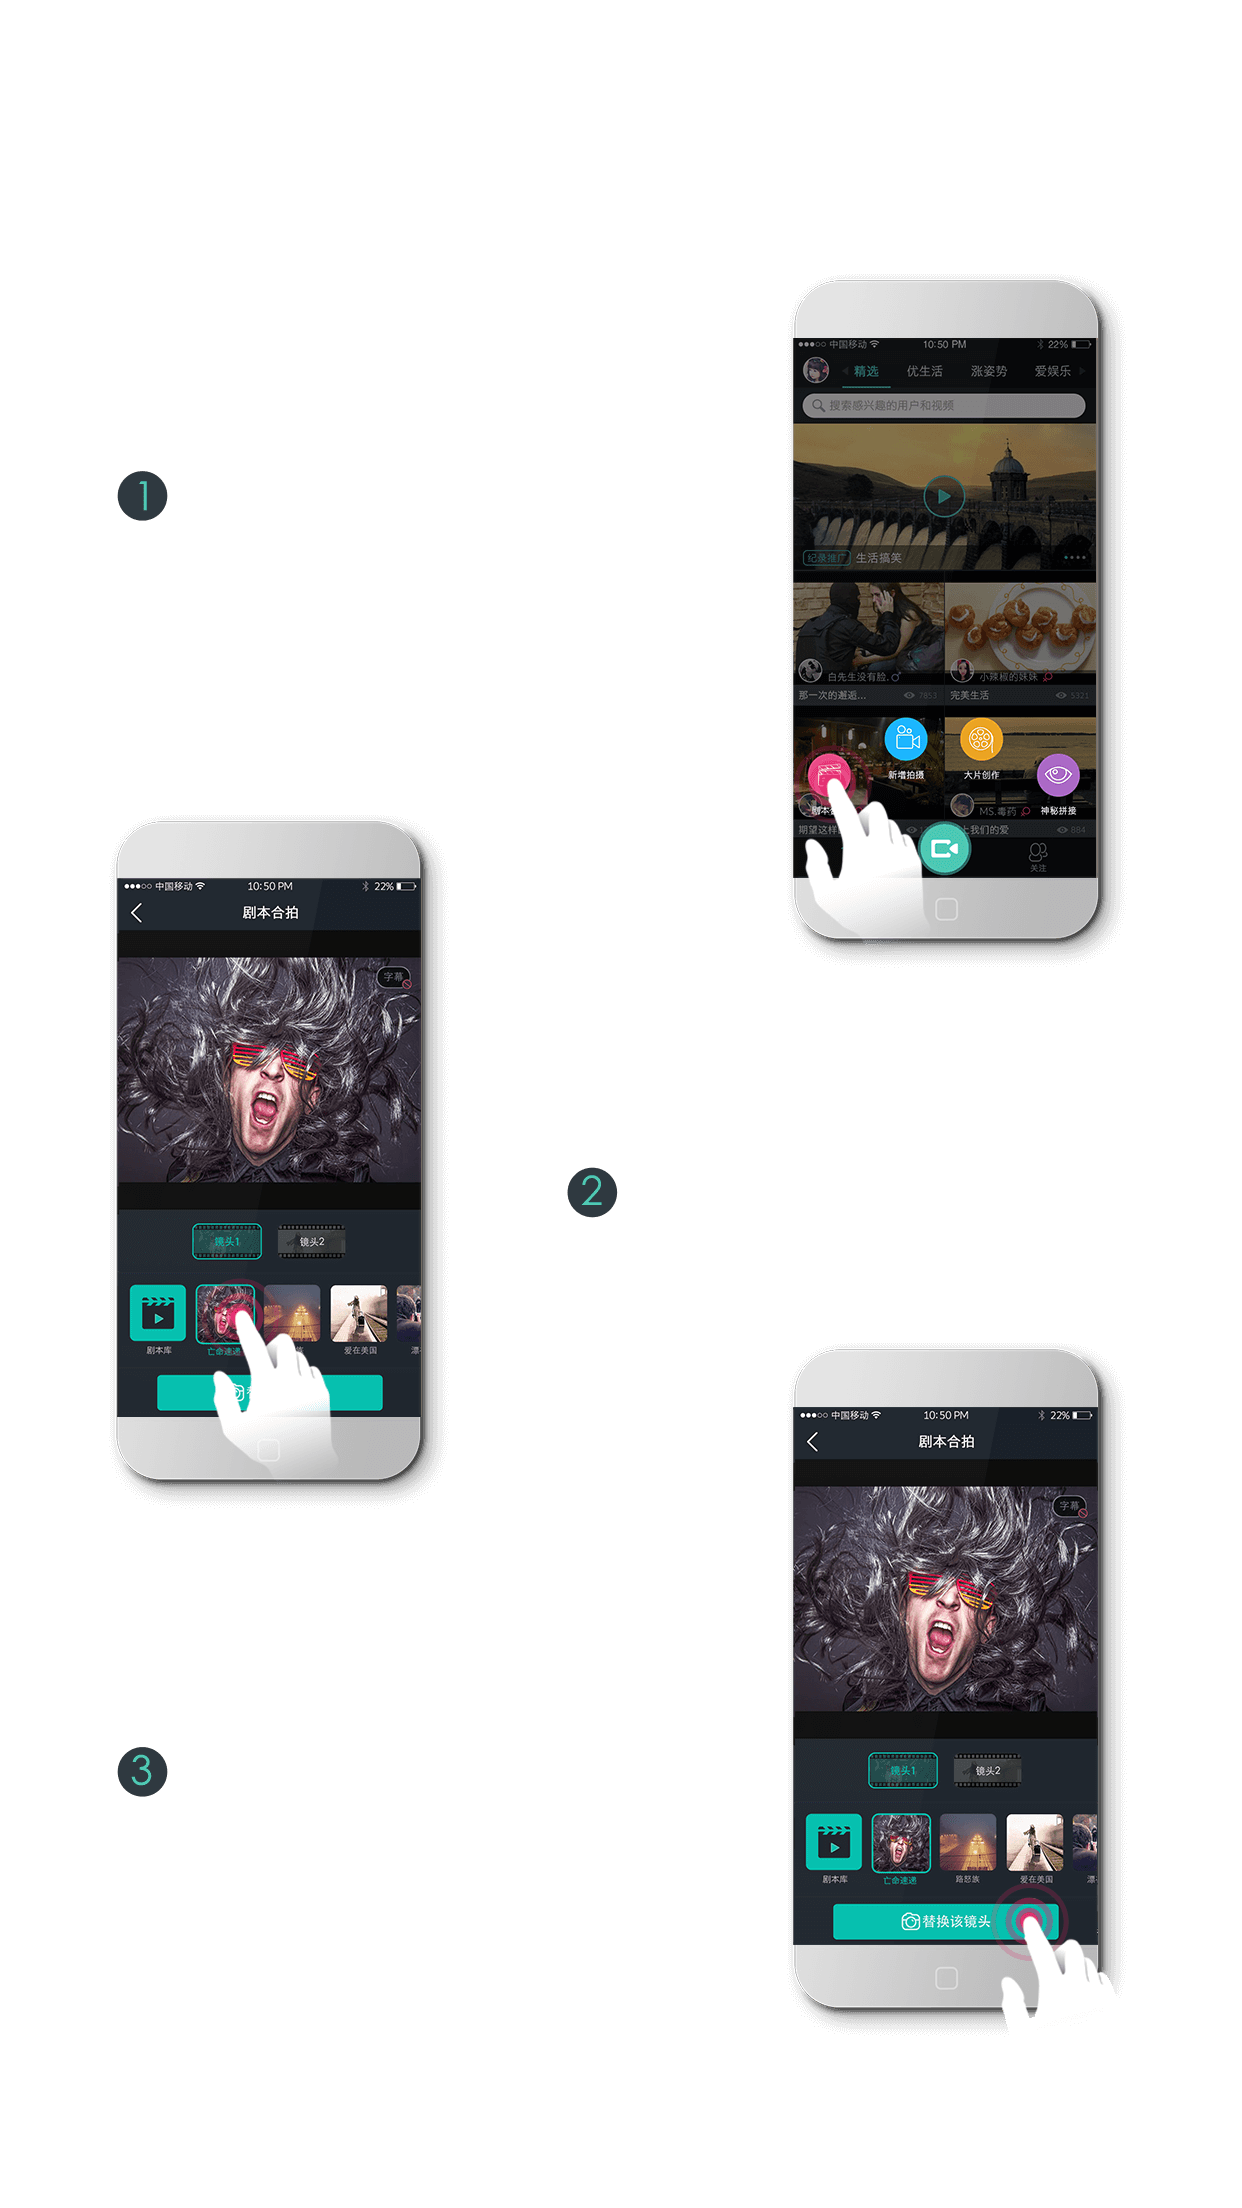 中国移动 10:50 PM 22%
精选 优生活 涨姿势 爱娱乐
搜索感兴趣的用户和视频
1
纪录推广 生活搞笑
白先生没有脸. 小辣椒的妹妹
那一次的邂逅... 7853 完美生活 5321
新增拍摄 大片创作
剧本 MS.毒药 神秘拼接
期望这样 上我们的爱 884
关注
中国移动 10:50 PM 22%
剧本合拍
字幕
2
镜头1 镜头2
剧本库 亡命速递 族 爱在美国
中国移动 10:50 PM 22%
剧本合拍
字幕
3
镜头1 镜头2
剧本库 亡命速递 路怒族 爱在美国
替换该镜头